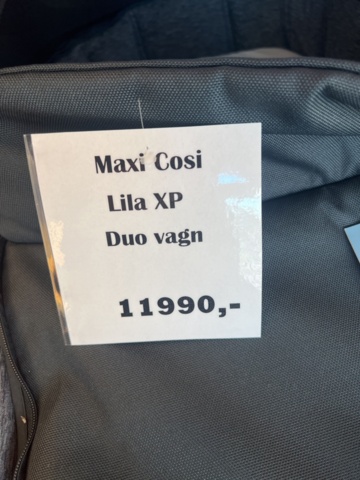 Maxi Cosi
Lila XP
Duo vagn
11990,-